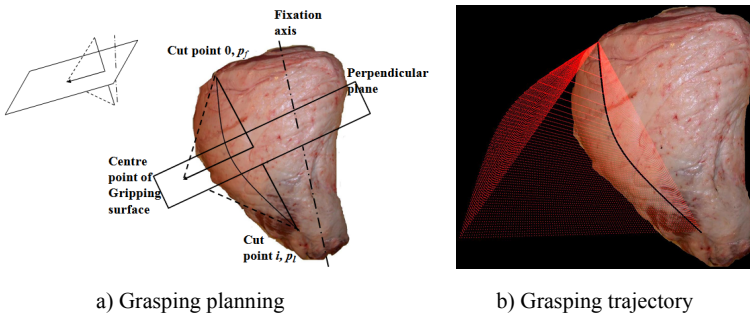 Fixation
axis
Cut point 0, p_f
Perpendicular
plane
Centre
point of
Gripping
surface
Cut
point i, p_l
a) Grasping planning
b) Grasping trajectory